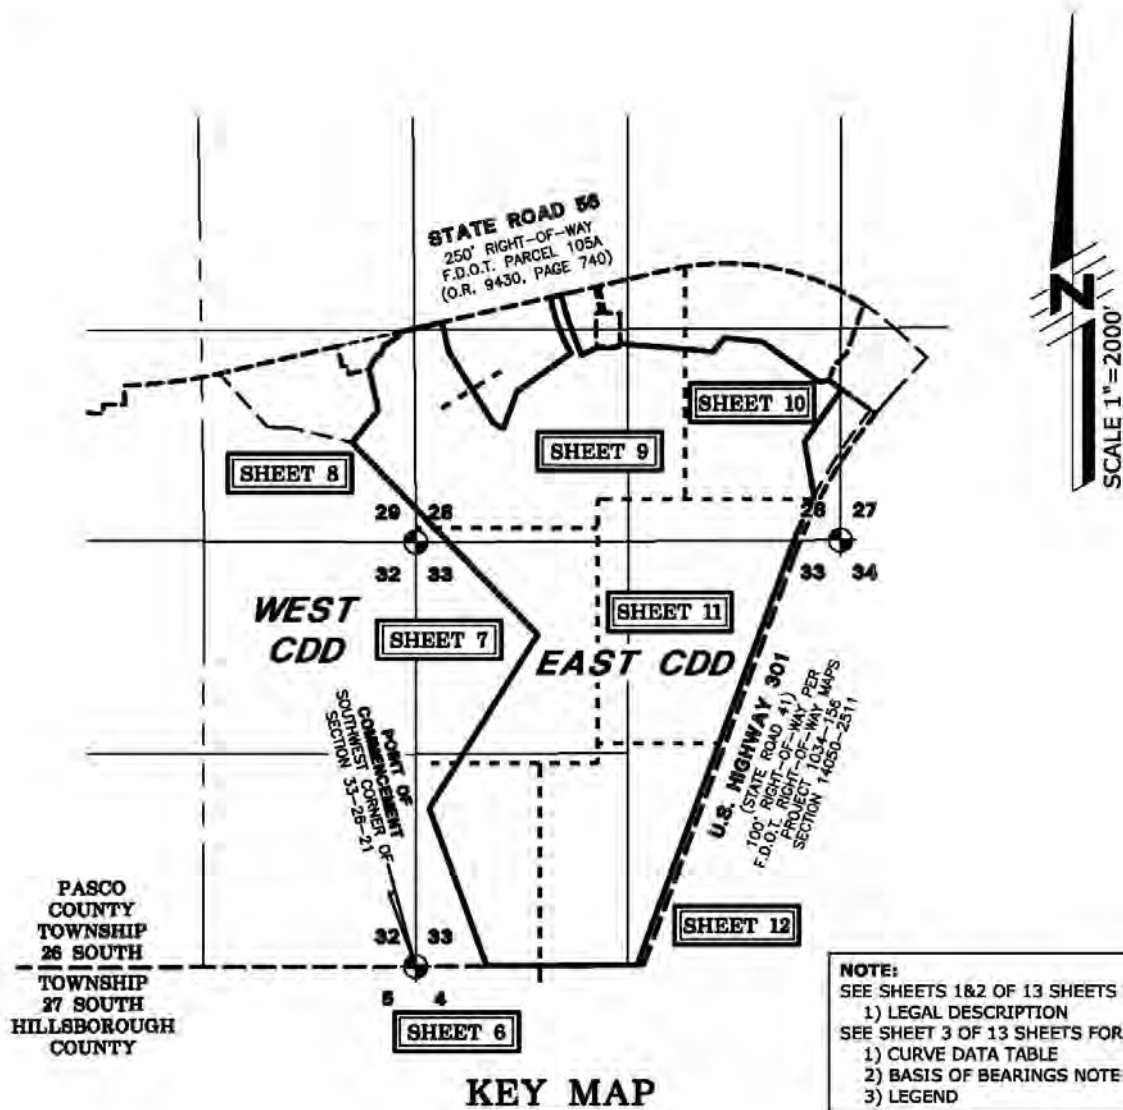 STATE ROAD 56
250' RIGHT-OF-WAY
F.D.O.T. PARCEL 105A
(O.R. 9430, PAGE 740)
N
SCALE 1"=2000'
SHEET 10
SHEET 9
SHEET 8
29 28
28 27
32 33
33 34
WEST
CDD
SHEET 7
SHEET 11
EAST CDD
POINT OF
COMMENCEMENT
SOUTHWEST CORNER OF
SECTION 33-26-21
U.S. HIGHWAY 301
(STATE ROAD 41)
100' RIGHT-OF-WAY PER
F.D.O.T. RIGHT-OF-WAY MAPS
PROJECT 1034-156
SECTION 14050-2511
PASCO
COUNTY
TOWNSHIP
26 SOUTH
TOWNSHIP
27 SOUTH
HILLSBOROUGH
COUNTY
32 33
5 4
SHEET 12
SHEET 6
KEY MAP
NOTE:
SEE SHEETS 1&2 OF 13 SHEETS
1) LEGAL DESCRIPTION
SEE SHEET 3 OF 13 SHEETS FOR
1) CURVE DATA TABLE
2) BASIS OF BEARINGS NOTE
3) LEGEND